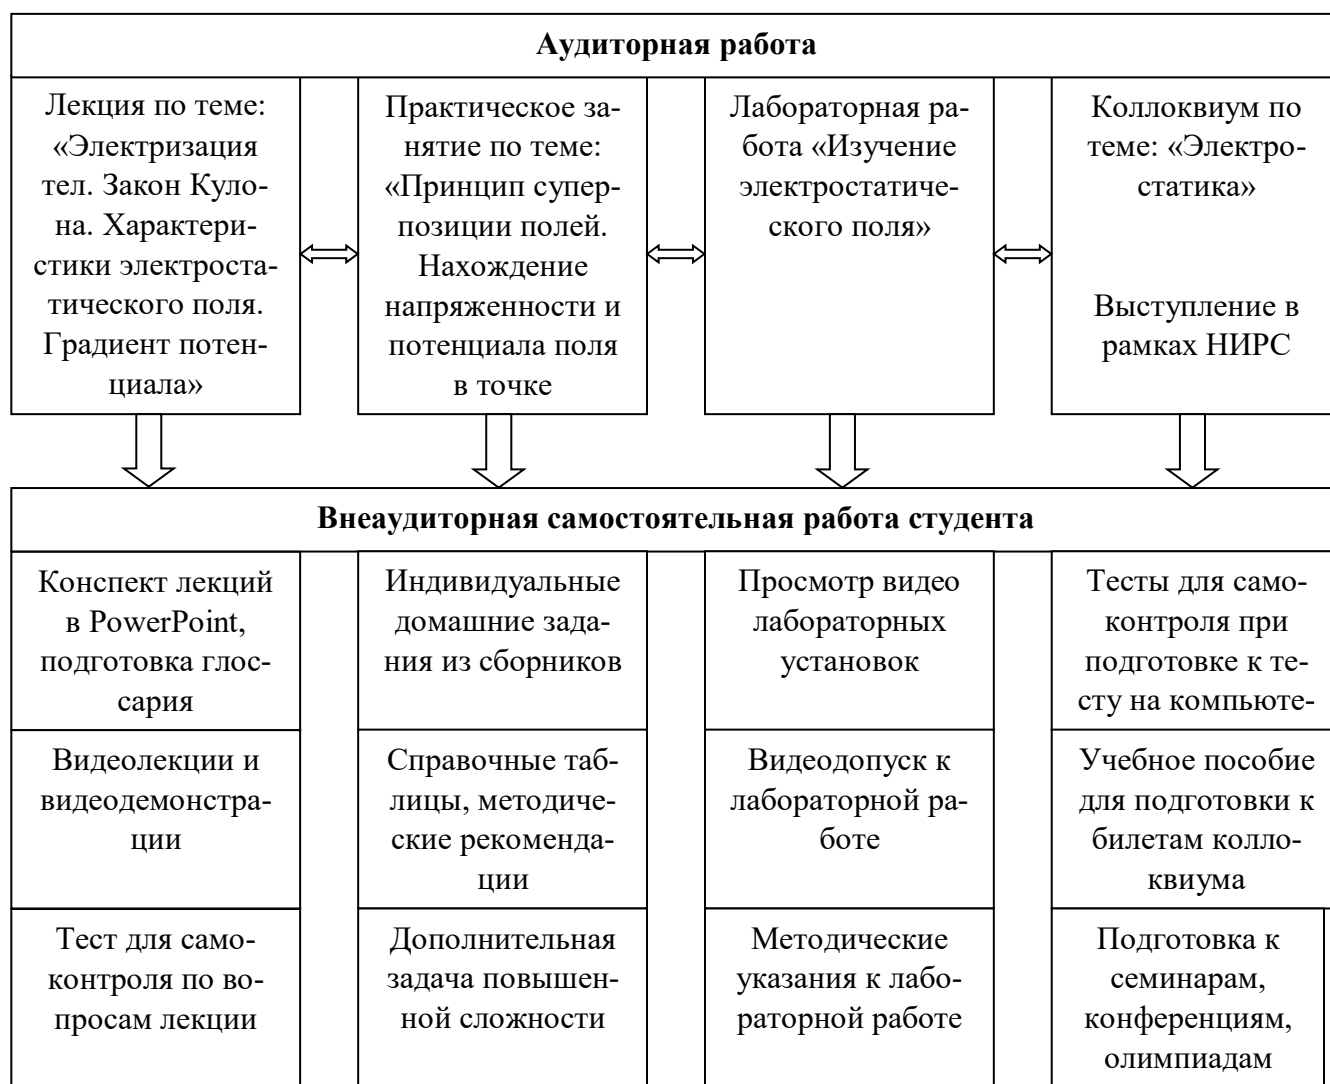 Аудиторная работа
Лекция по теме:
«Электризация
тел. Закон Куло-
на. Характери-
стики электроста-
тического поля.
Градиент потен-
циала»
Практическое за-
нятие по теме:
«Принцип супер-
позиции полей.
Нахождение
напряженности и
потенциала поля
в точке
Лабораторная ра-
бота «Изучение
электростатиче-
ского поля»
Коллоквиум по
теме: «Электро-
статика»
Выступление в
рамках НИРС
Внеаудиторная самостоятельная работа студента
Конспект лекций
в PowerPoint,
подготовка глос-
сария
Индивидуальные
домашние зада-
ния из сборников
Просмотр видео
лабораторных
установок
Тесты для само-
контроля при
подготовке к те-
сту на компьюте-
Видеолекции и
видеодемонстра-
ции
Справочные таб-
лицы, методиче-
ские рекоменда-
ции
Видеодопуск к
лабораторной ра-
боте
Учебное пособие
для подготовки к
билетам колло-
квиума
Тест для само-
контроля по во-
просам лекции
Дополнительная
задача повышен-
ной сложности
Методические
указания к лабо-
раторной работе
Подготовка к
семинарам,
конференциям,
олимпиадам